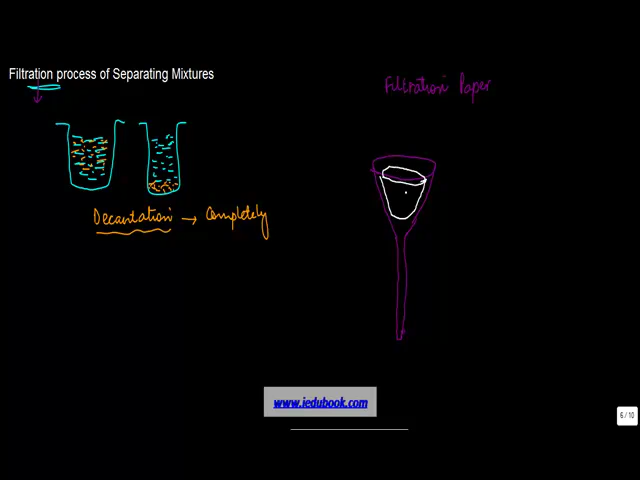 Filtration process of Separating Mixtures
Filtration Paper
Decantation → Completely
www.iedubook.com
6 / 10